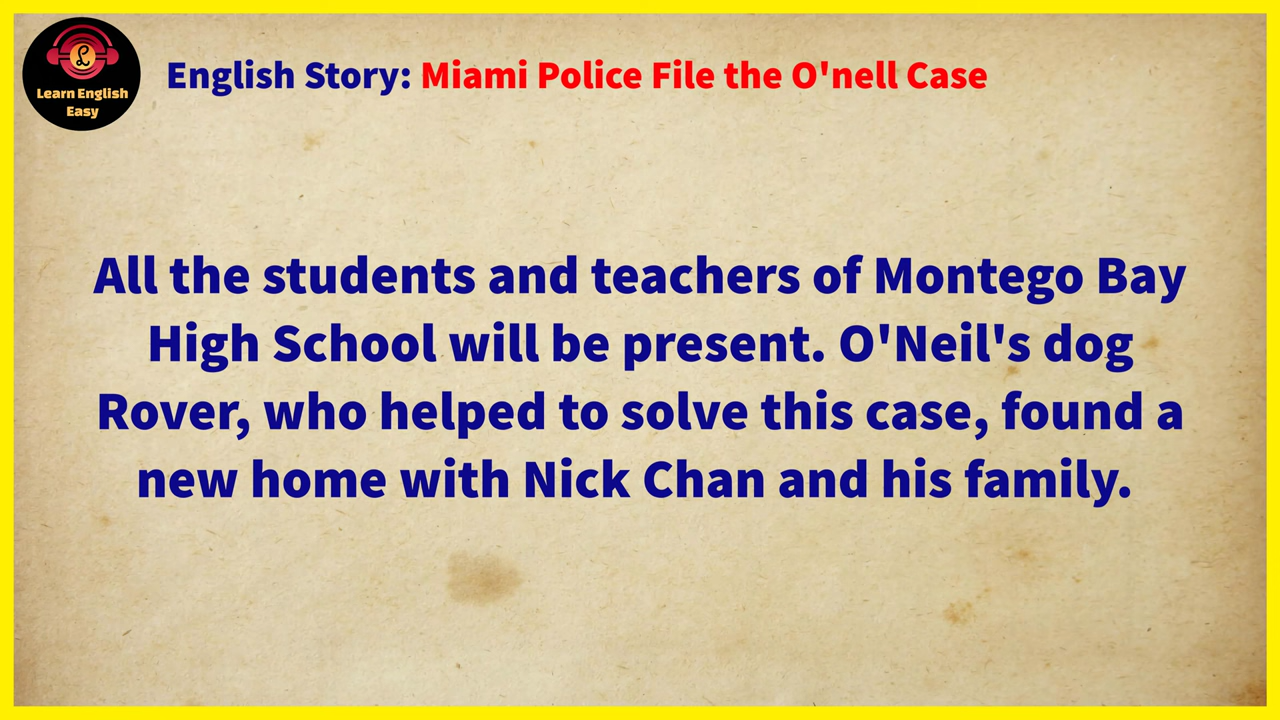 Learn English
Easy
English Story: Miami Police File the O'nell Case
All the students and teachers of Montego Bay
High School will be present. O'Neil's dog
Rover, who helped to solve this case, found a
new home with Nick Chan and his family.